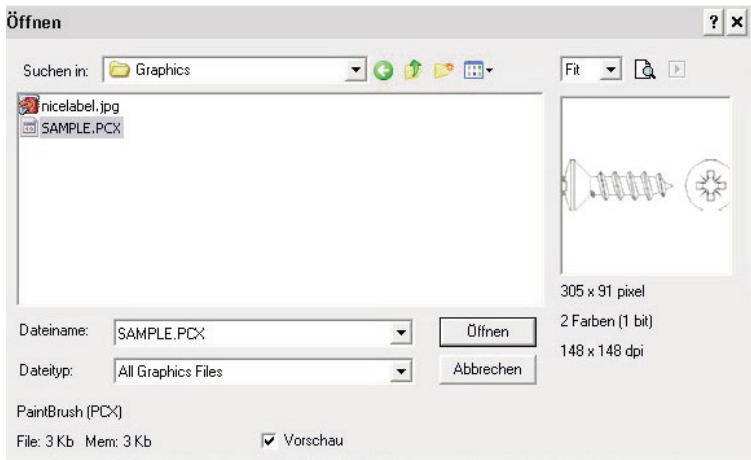 Öffnen
Suchen in: Graphics
Fit
nicelabel.jpg
SAMPLE.PCX
305 x 91 pixel
2 Farben (1 bit)
148 x 148 dpi
Dateiname: SAMPLE.PCX Öffnen
Dateityp: All Graphics Files Abbrechen
PaintBrush (PCX)
File: 3 Kb Mem: 3 Kb Vorschau